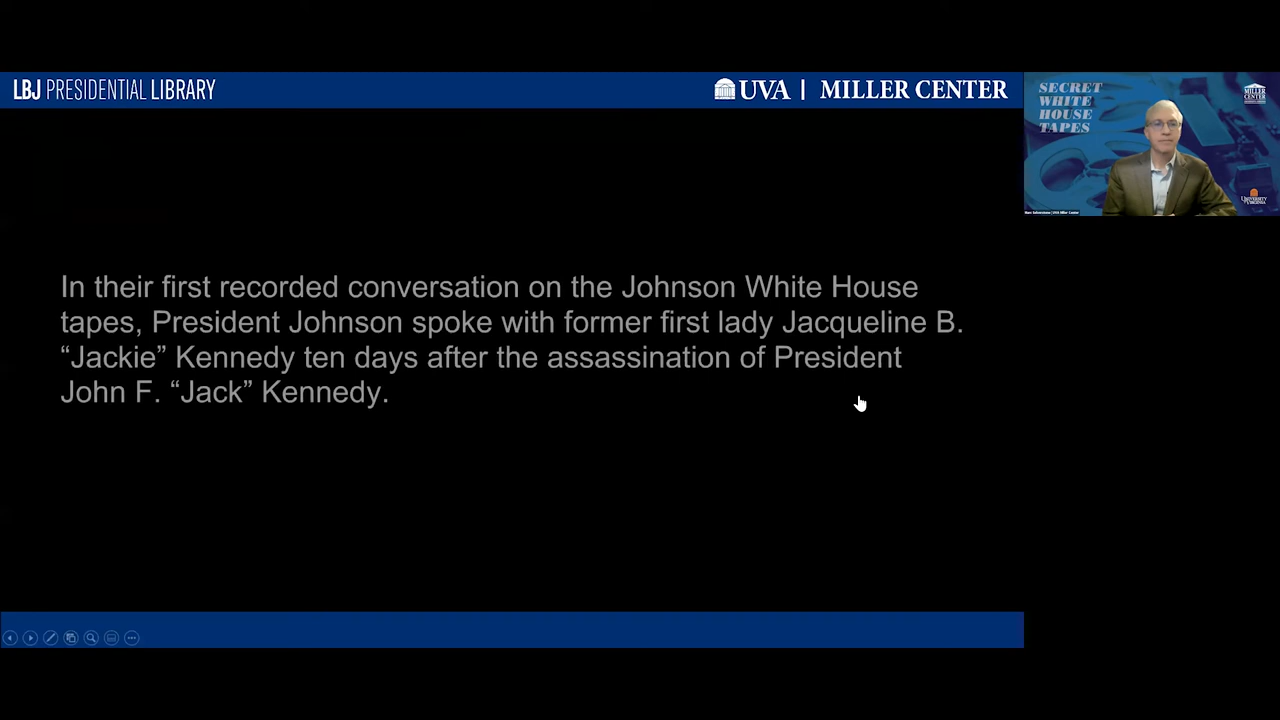 LBJ PRESIDENTIAL LIBRARY
UVA | MILLER CENTER
SECRET
WHITE
HOUSE
TAPES
MILLER
CENTER
In their first recorded conversation on the Johnson White House
tapes, President Johnson spoke with former first lady Jacqueline B.
“Jackie” Kennedy ten days after the assassination of President
John F. “Jack” Kennedy.